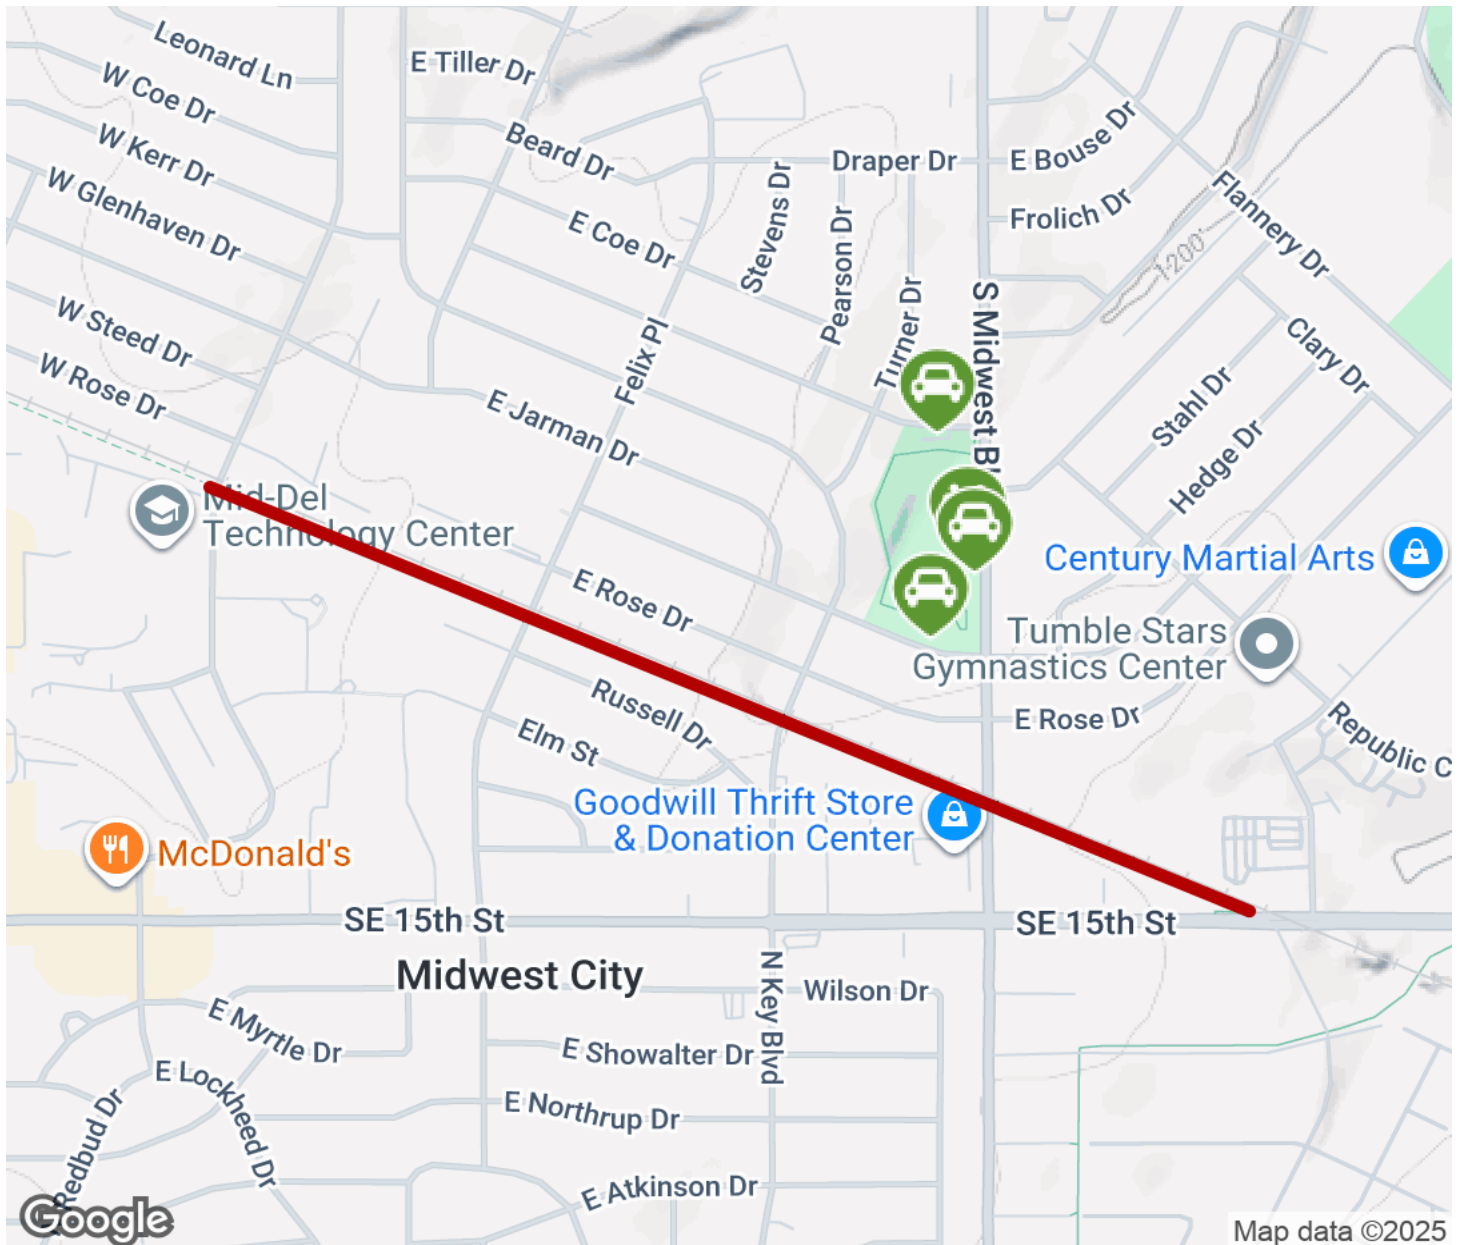 Leonard Ln
W Coe Dr
E Tiller Dr
W Kerr Dr
Beard Dr
E Bouse Dr
Draper Dr
W Glenhaven Dr
Stevens Dr
Pearson Dr
Frolich Dr
Flannery Dr
E Coe Dr
1200'
Turner Dr
S Midwest Bl
W Steed Dr
Felix Pl
Clary Dr
W Rose Dr
Stahl Dr
E Jarman Dr
Hedge Dr
Mid-Del
Technology Center
Century Martial Arts
E Rose Dr
Tumble Stars
Gymnastics Center
Russell Dr
E Rose Dr
Republic C
Elm St
Goodwill Thrift Store
& Donation Center
McDonald's
SE 15th St
SE 15th St
Midwest City
N Key Blvd
Wilson Dr
E Myrtle Dr
E Showalter Dr
E Lockheed Dr
E Northrup Dr
Redbud Dr
E Atkinson Dr
Google
Map data ©2025